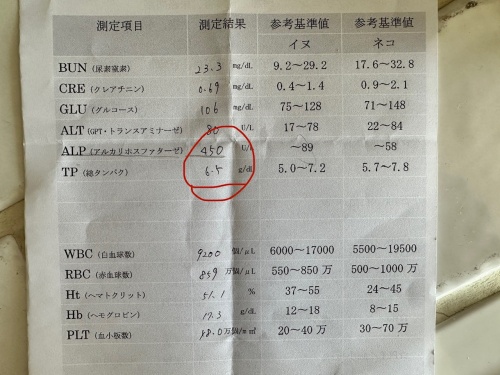 測定項目 測定結果 参考基準値 参考基準値
イヌ ネコ
BUN (尿素窒素) 23.3 mg/dL 9.2～29.2 17.6～32.8
CRE (クレアチニン) 0.69 mg/dL 0.4～1.4 0.9～2.1
GLU (グルコース) 106 mg/dL 75～128 71～148
ALT (GPT・トランスアミナーゼ) 80 U/L 17～78 22～84
ALP (アルカリホスファターゼ) 450 U/L ～89 ～58
TP (総タンパク) 6.5 g/dL 5.0～7.2 5.7～7.8
WBC (白血球数) 9200 個/μL 6000～17000 5500～19500
RBC (赤血球数) 859 万個/μL 550～850 万 500～1000 万
Ht (ヘマトクリット) 51.1 % 37～55 24～45
Hb (ヘモグロビン) 17.3 g/dL 12～18 8～15
PLT (血小板数) 20～40 万 30～70 万